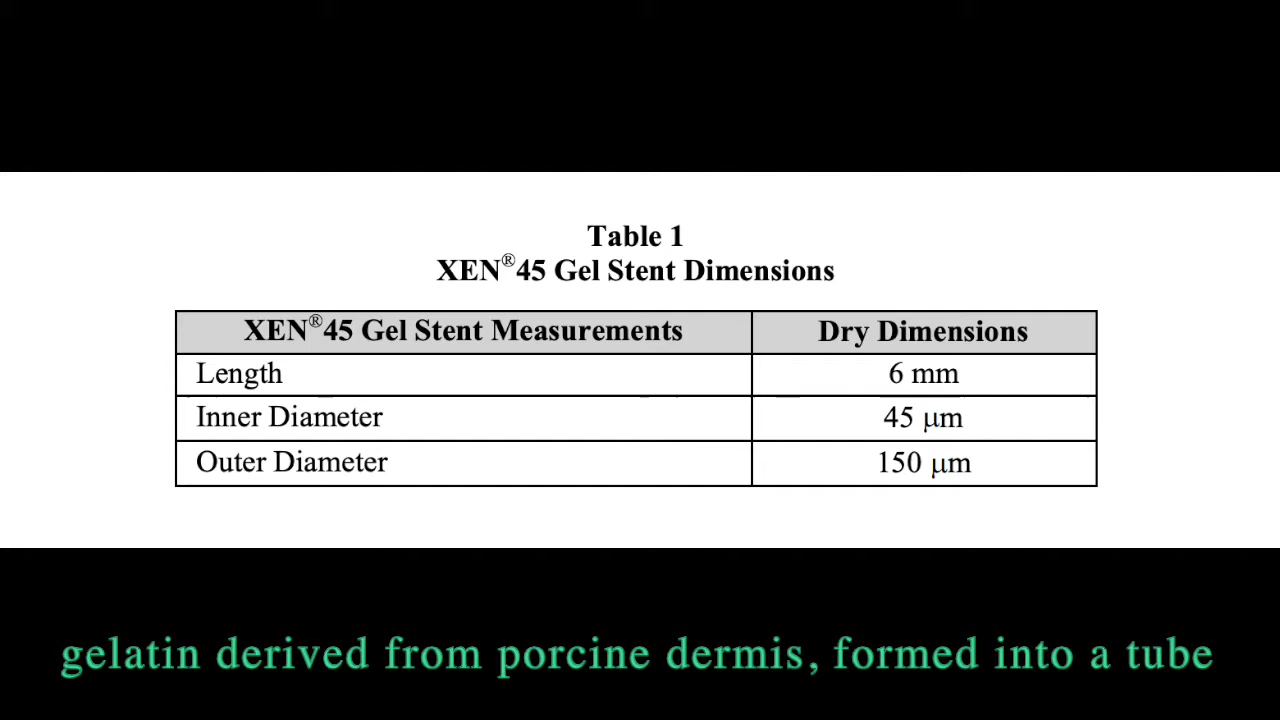 Table 1
XEN®45 Gel Stent Dimensions
XEN®45 Gel Stent Measurements Dry Dimensions
Length 6 mm
Inner Diameter 45 μm
Outer Diameter 150 μm
gelatin derived from porcine dermis, formed into a tube